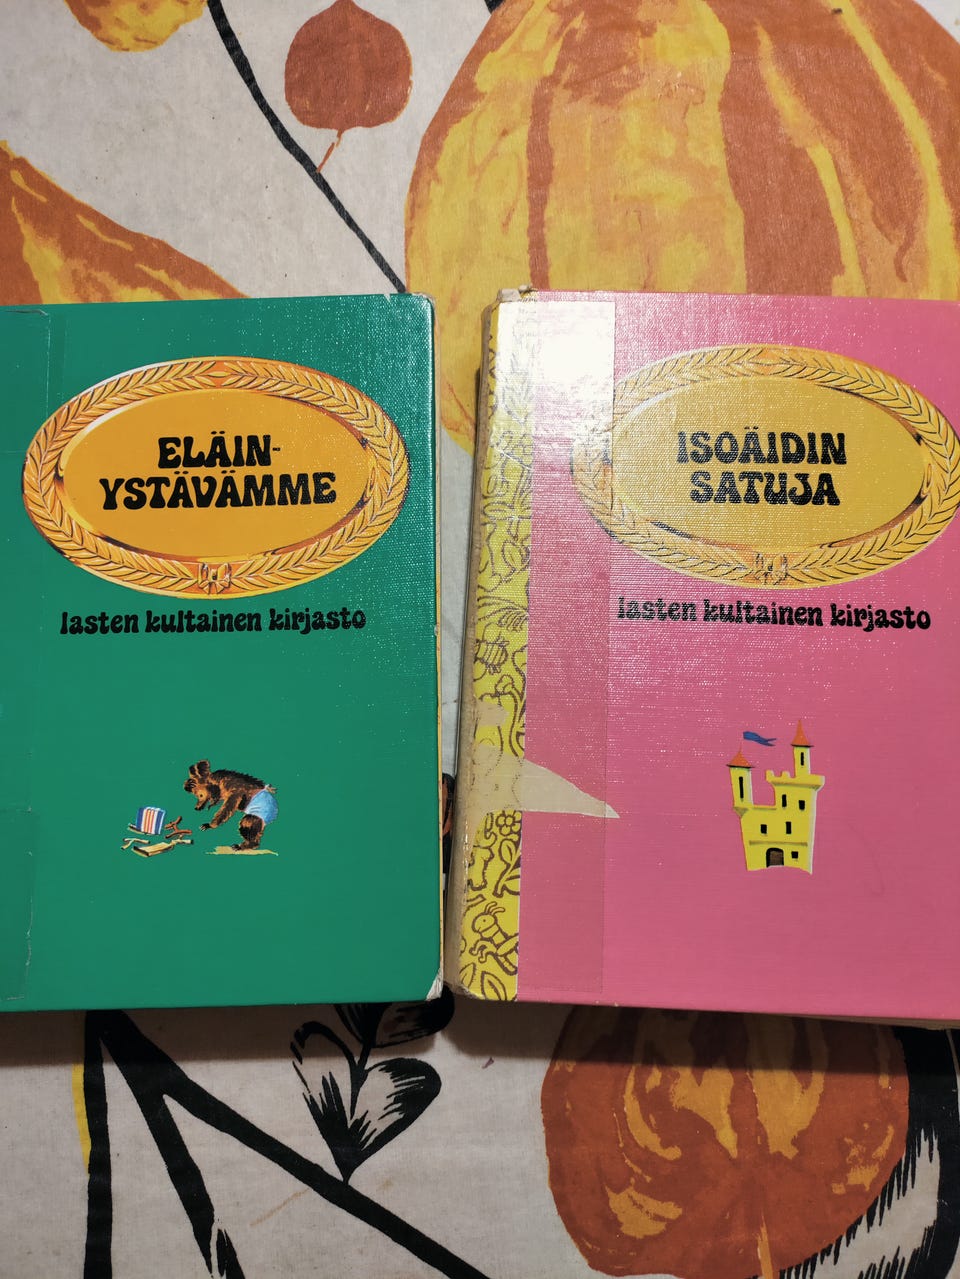 ELÄIN-
YSTÄVÄMME
lasten kultainen kirjasto
ISOÄIDIN
SATUJA
lasten kultainen kirjasto